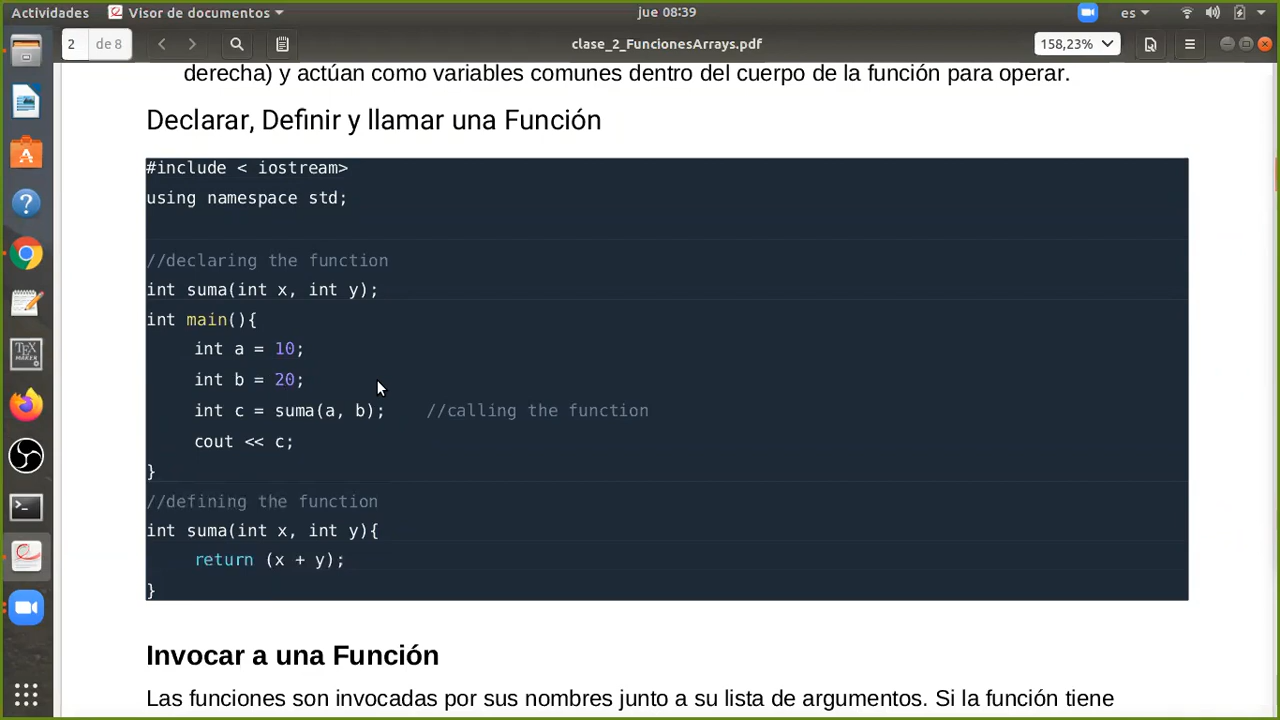 Actividades Visor de documentos jue 08:39 es
2 de 8 clase_2_FuncionesArrays.pdf 158,23%
derecha) y actúan como variables comunes dentro del cuerpo de la función para operar.
Declarar, Definir y llamar una Función
#include < iostream>
using namespace std;
//declaring the function
int suma(int x, int y);
int main(){
int a = 10;
int b = 20;
int c = suma(a, b); //calling the function
cout << c;
}
//defining the function
int suma(int x, int y){
return (x + y);
}
Invocar a una Función
Las funciones son invocadas por sus nombres junto a su lista de argumentos. Si la función tiene